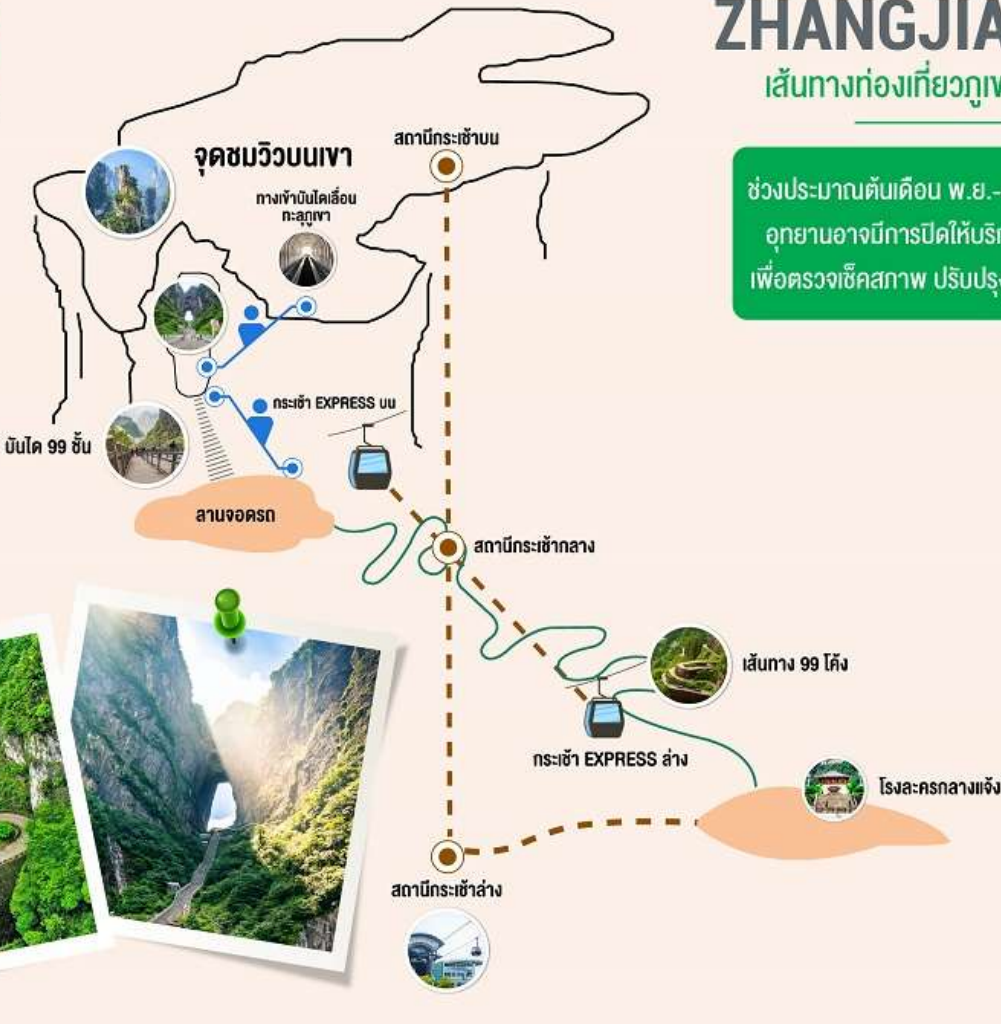 ZHANGJIA
เส้นทางท่องเที่ยวภูเข
ช่วงประมาณต้นเดือน พ.ย.-
อุทยานอาจมีการปิดให้บริก
เพื่อตรวจเช็คสภาพ ปรับปรุง
สถานีกระเช้าบน
จุดชมวิวบนเขา
ทางเข้าบันไดเลื่อน
ทะลุภูเขา
กระเช้า EXPRESS บน
บันได 99 ชั้น
ลานจอดรถ
สถานีกระเช้ากลาง
เส้นทาง 99 โค้ง
กระเช้า EXPRESS ล่าง
โรงละครกลางแจ้ง
สถานีกระเช้าล่าง